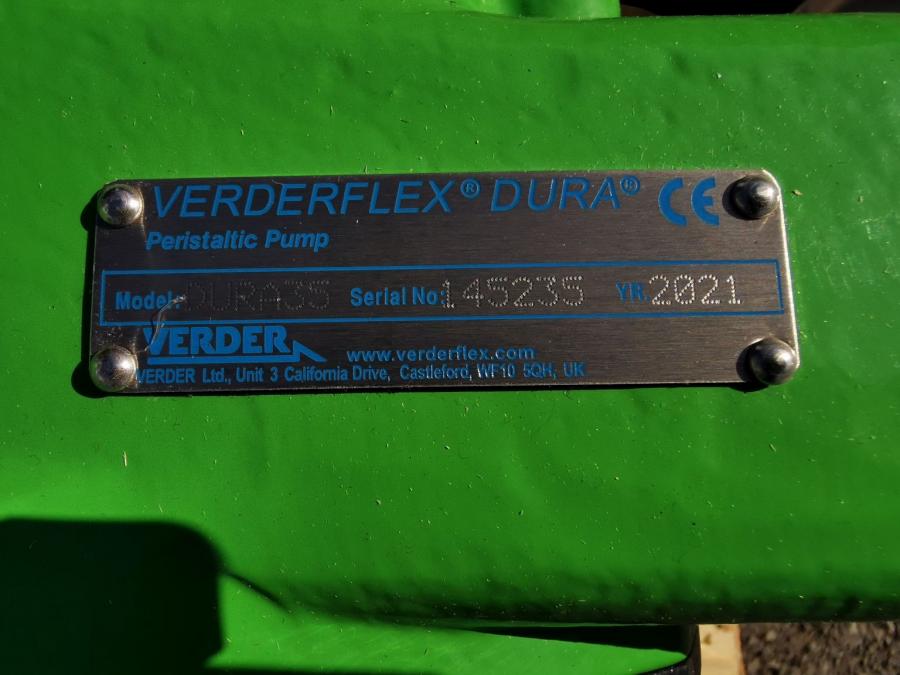 VERDERFLEX® DURA® CE
Peristaltic Pump
Model: DURA35 Serial No: 145235 YR. 2021
VERDER
www.verderflex.com
VERDER Ltd., Unit 3 California Drive, Castleford, WF10 5QH, UK